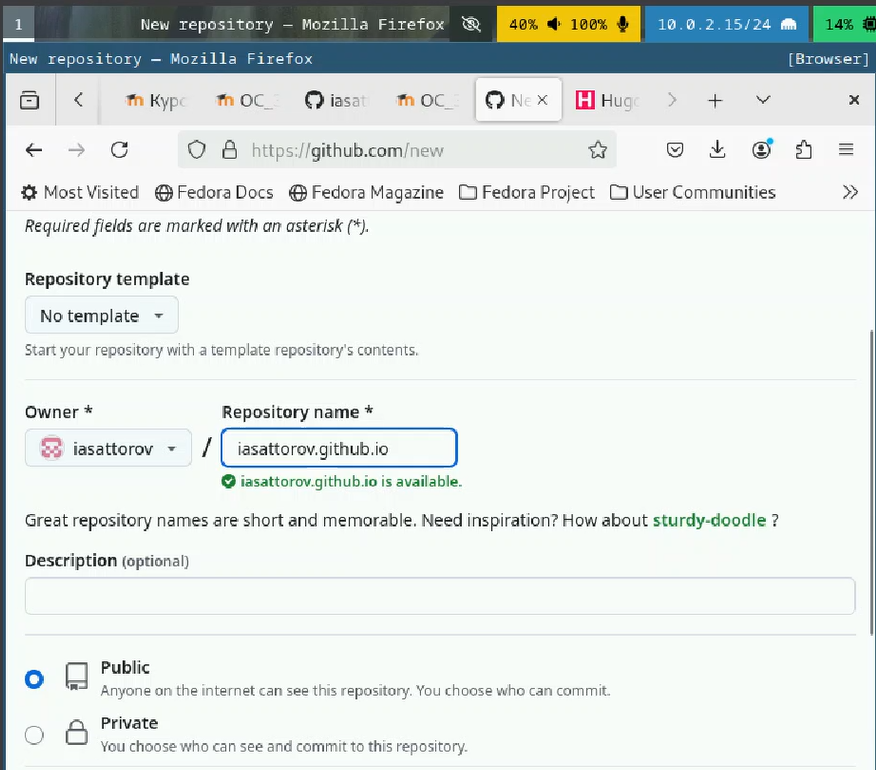 1 New repository — Mozilla Firefox 40% 100% 10.0.2.15/24 14%
New repository — Mozilla Firefox [Browser]
Курс OC_ iasat OC_ Ne Hugo
https://github.com/new
Most Visited Fedora Docs Fedora Magazine Fedora Project User Communities
Required fields are marked with an asterisk (*).
Repository template
No template
Start your repository with a template repository's contents.
Owner * Repository name *
iasattorov / iasattorov.github.io
iasattorov.github.io is available.
Great repository names are short and memorable. Need inspiration? How about sturdy-doodle ?
Description (optional)
Public
Anyone on the internet can see this repository. You choose who can commit.
Private
You choose who can see and commit to this repository.